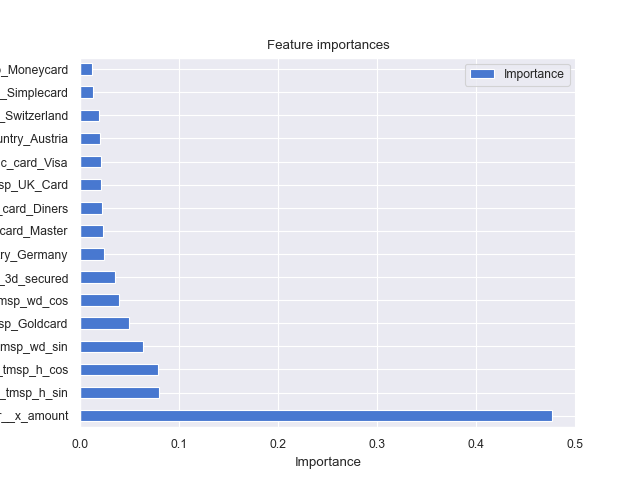 Feature importances
Importance
_Moneycard
_Simplecard
_Switzerland
untry_Austria
c_card_Visa
sp_UK_Card
_card_Diners
card_Master
ry_Germany
_3d_secured
tmsp_wd_cos
sp_Goldcard
tmsp_wd_sin
_tmsp_h_cos
_tmsp_h_sin
r__x_amount
0.0 0.1 0.2 0.3 0.4 0.5
Importance